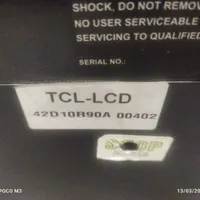 SHOCK, DO NOT REMOV
NO USER SERVICEABLE
SERVICING TO QUALIFIED
SERIAL NO.:
TCL-LCD
42D10R90A 00402
POCO M3